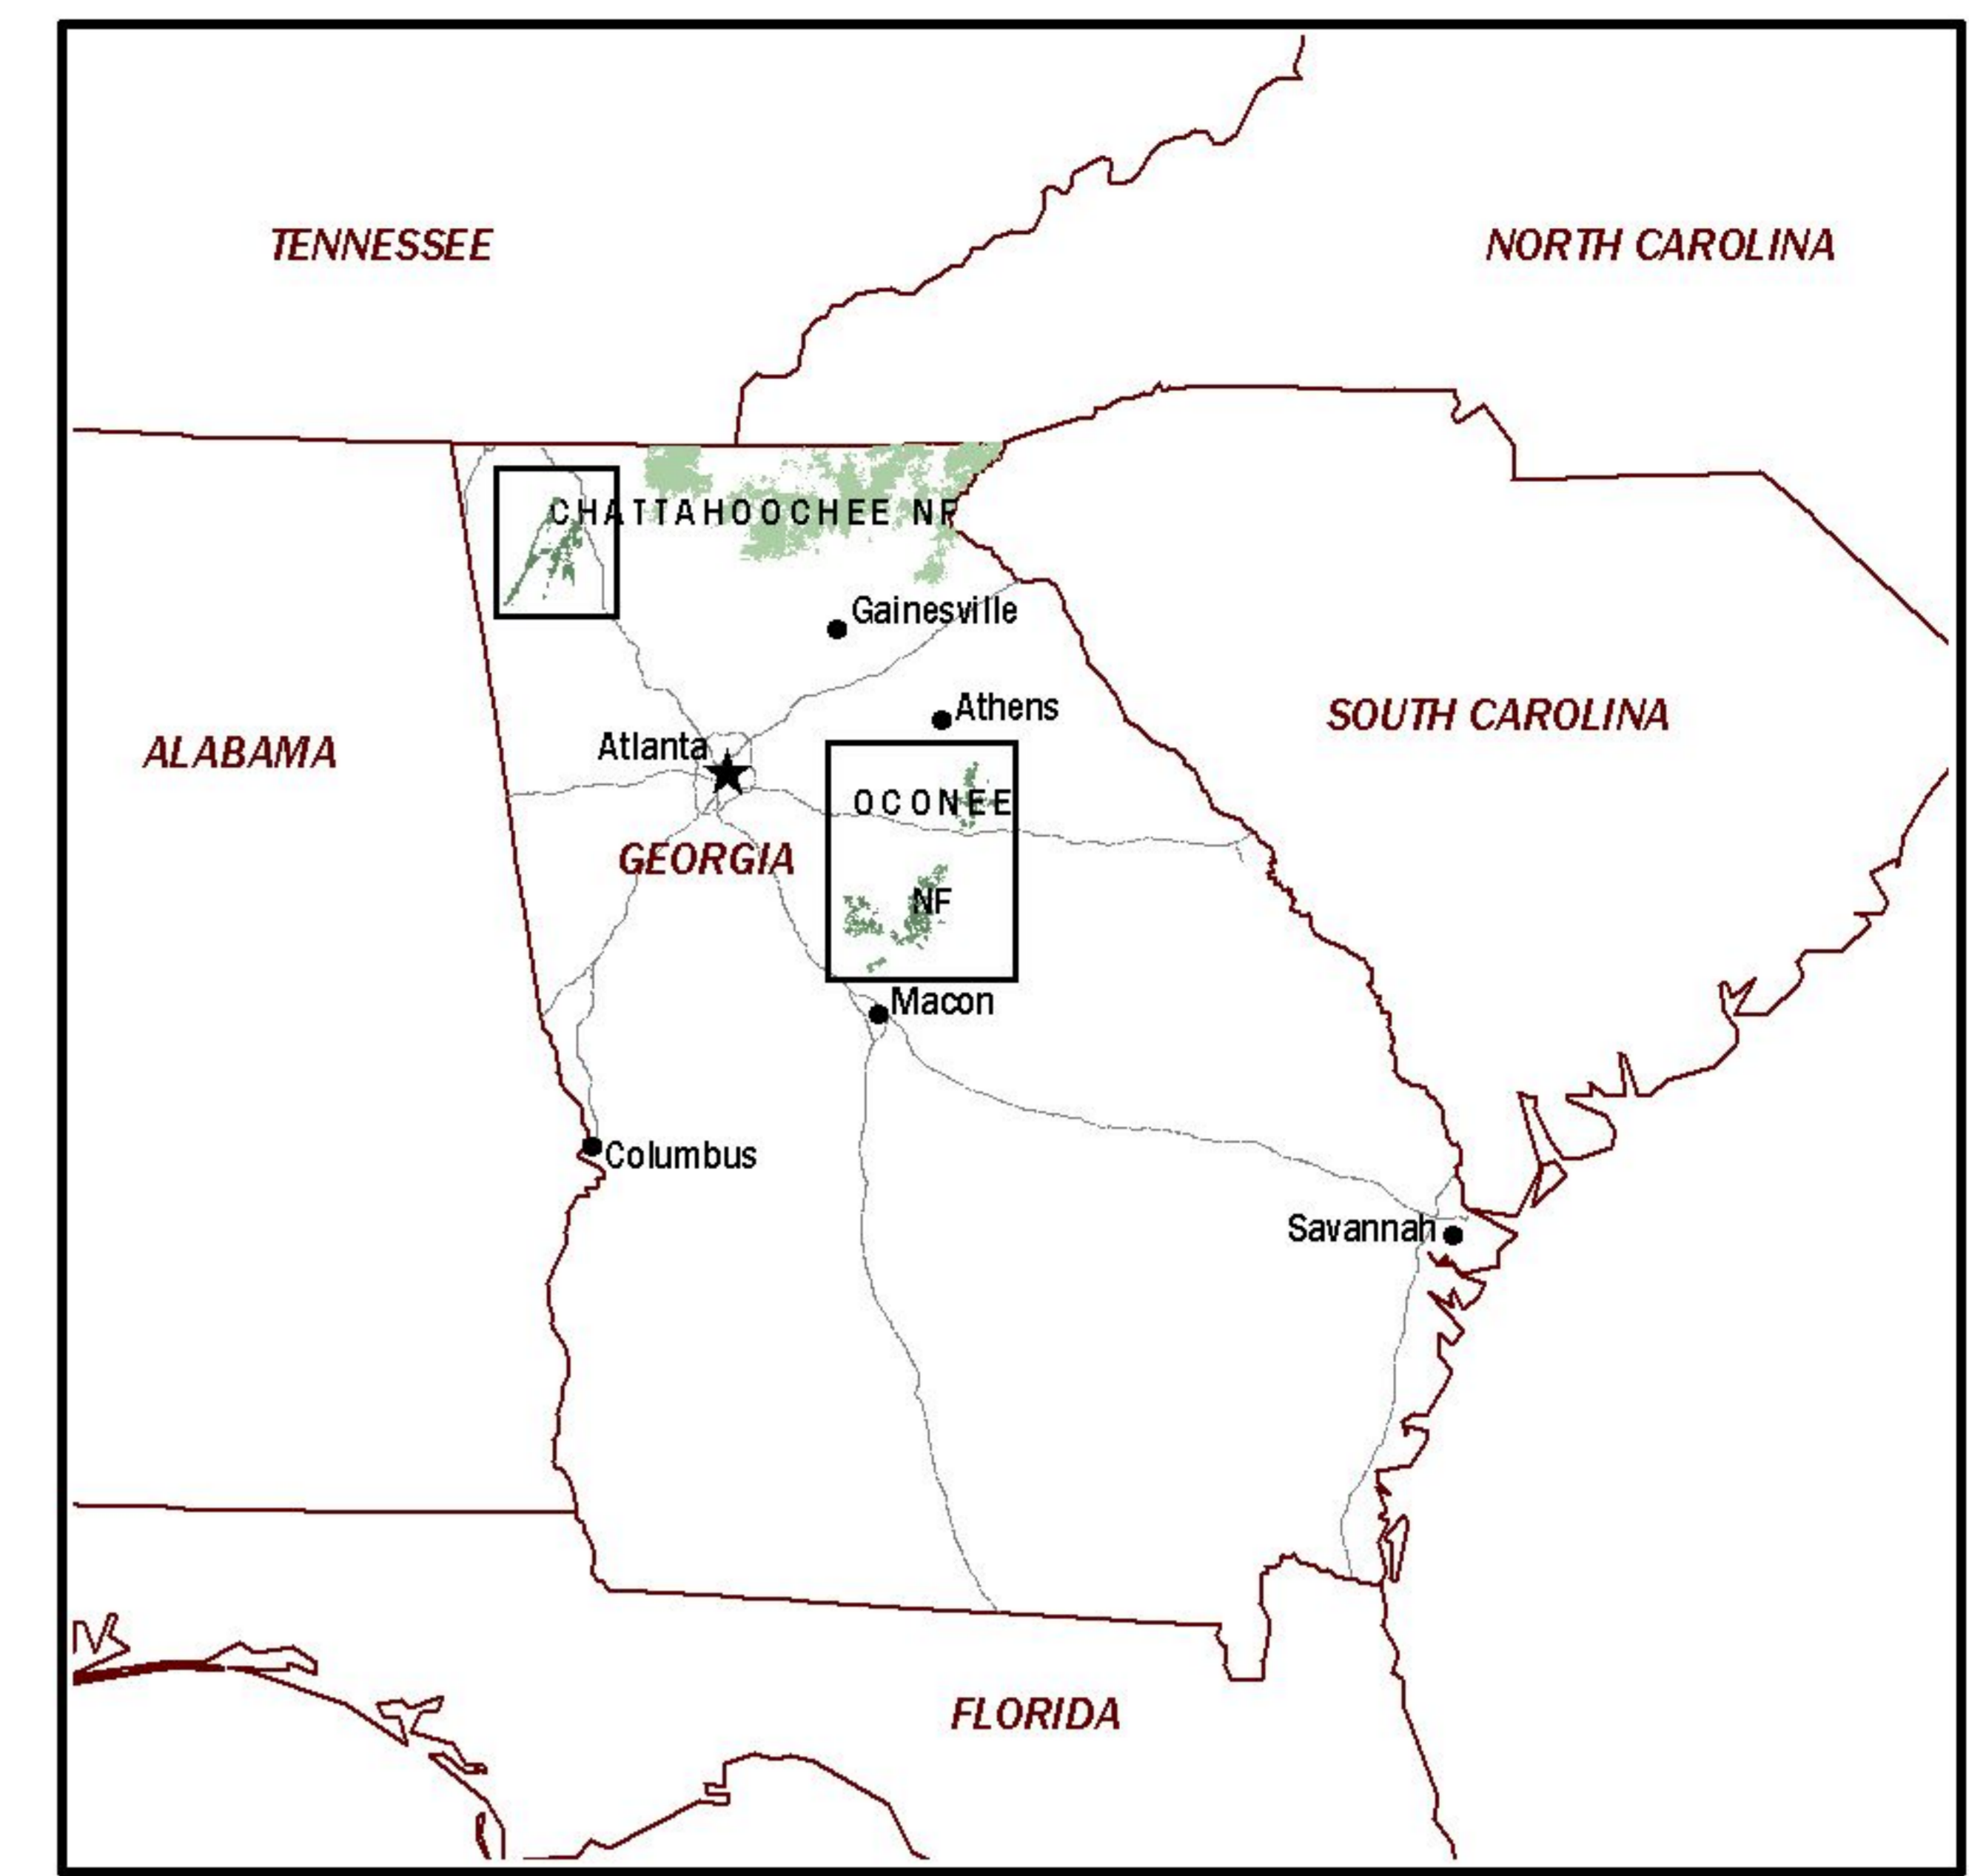 TENNESSEE
NORTH CAROLINA
CHATTAHOOCHEE NF
Gainesville
Athens
SOUTH CAROLINA
Atlanta
ALABAMA
OCONEE
GEORGIA
NF
Macon
Columbus
Savannah
FLORIDA